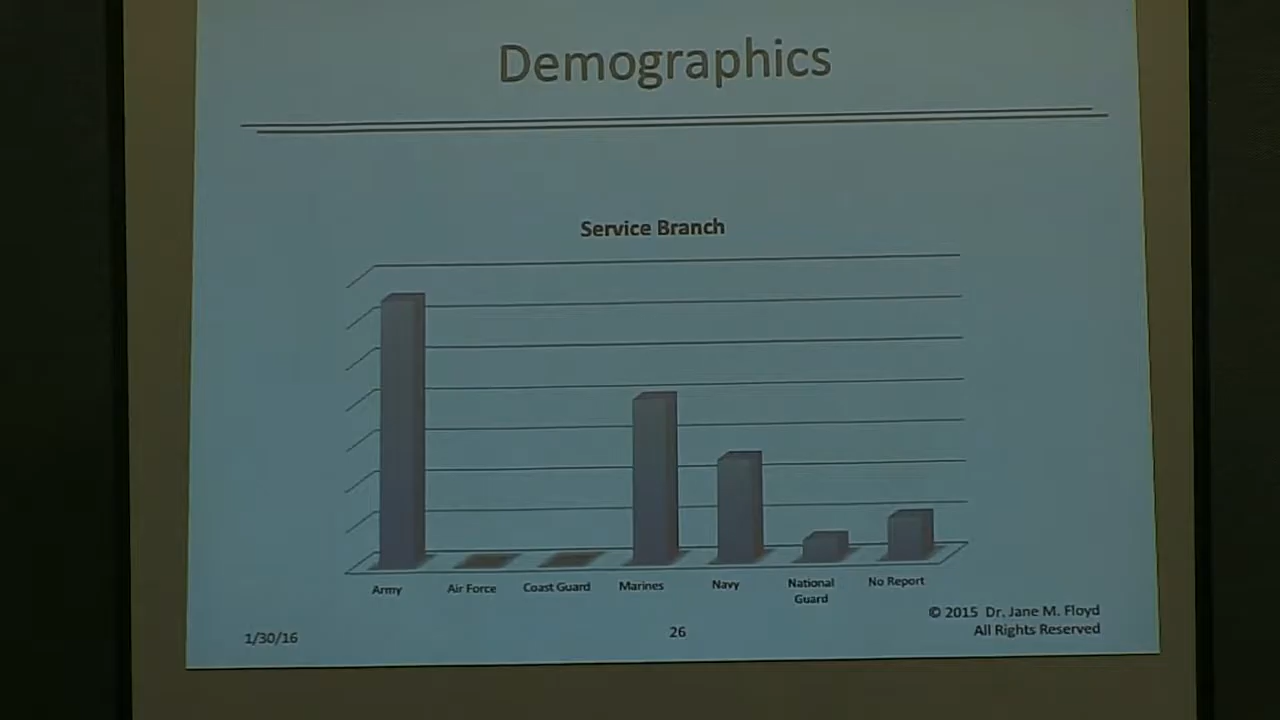 Demographics
Service Branch
Army
Air Force
Coast Guard
Marines
Navy
National
Guard
No Report
1/30/16
26
© 2015 Dr. Jane M. Floyd
All Rights Reserved